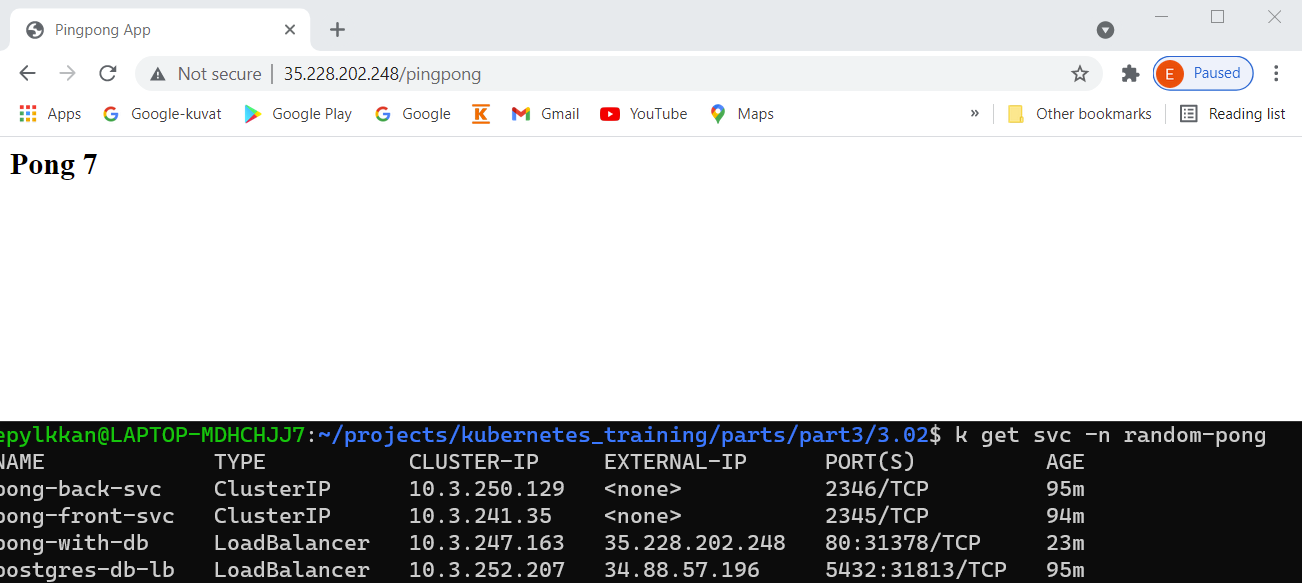 Pingpong App
Not secure | 35.228.202.248/pingpong E Paused
Apps Google-kuvat Google Play Google K Gmail YouTube Maps » Other bookmarks Reading list
Pong 7
epylkkan@LAPTOP-MDHCHJJ7:~/projects/kubernetes_training/parts/part3/3.02$ k get svc -n random-pong
NAME TYPE CLUSTER-IP EXTERNAL-IP PORT(S) AGE
pong-back-svc ClusterIP 10.3.250.129 <none> 2346/TCP 95m
pong-front-svc ClusterIP 10.3.241.35 <none> 2345/TCP 94m
pong-with-db LoadBalancer 10.3.247.163 35.228.202.248 80:31378/TCP 23m
postgres-db-lb LoadBalancer 10.3.252.207 34.88.57.196 5432:31813/TCP 95m